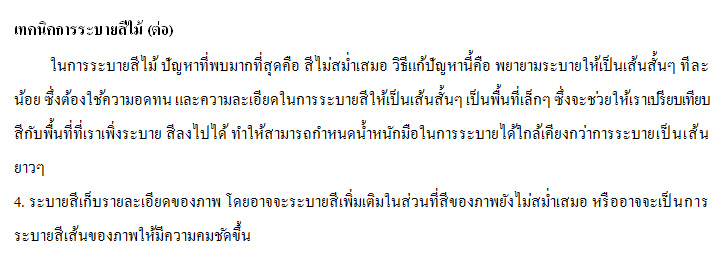 เทคนิคการระบายสีไม้ (ต่อ)
ในการระบายสีไม้ ปัญหาที่พบมากที่สุดคือ สีไม่สม่ำเสมอ วิธีแก้ปัญหานี้คือ พยายามระบายให้เป็นเส้นสั้นๆ ทีละ
น้อย ซึ่งต้องใช้ความอดทน และความละเอียดในการระบายสีให้เป็นเส้นสั้นๆ เป็นพื้นที่เล็กๆ ซึ่งจะช่วยให้เราเปรียบเทียบ
สีกับพื้นที่ที่เราเพิ่งระบาย สีลงไปได้ ทำให้สามารถกำหนดน้ำหนักมือในการระบายได้ใกล้เคียงกว่าการระบายเป็นเส้น
ยาวๆ
4. ระบายสีเก็บรายละเอียดของภาพ โดยอาจจะระบายสีเพิ่มเติมในส่วนที่สีของภาพยังไม่สม่ำเสมอ หรืออาจจะเป็นการ
ระบายสีเส้นของภาพให้มีความคมชัดขึ้น